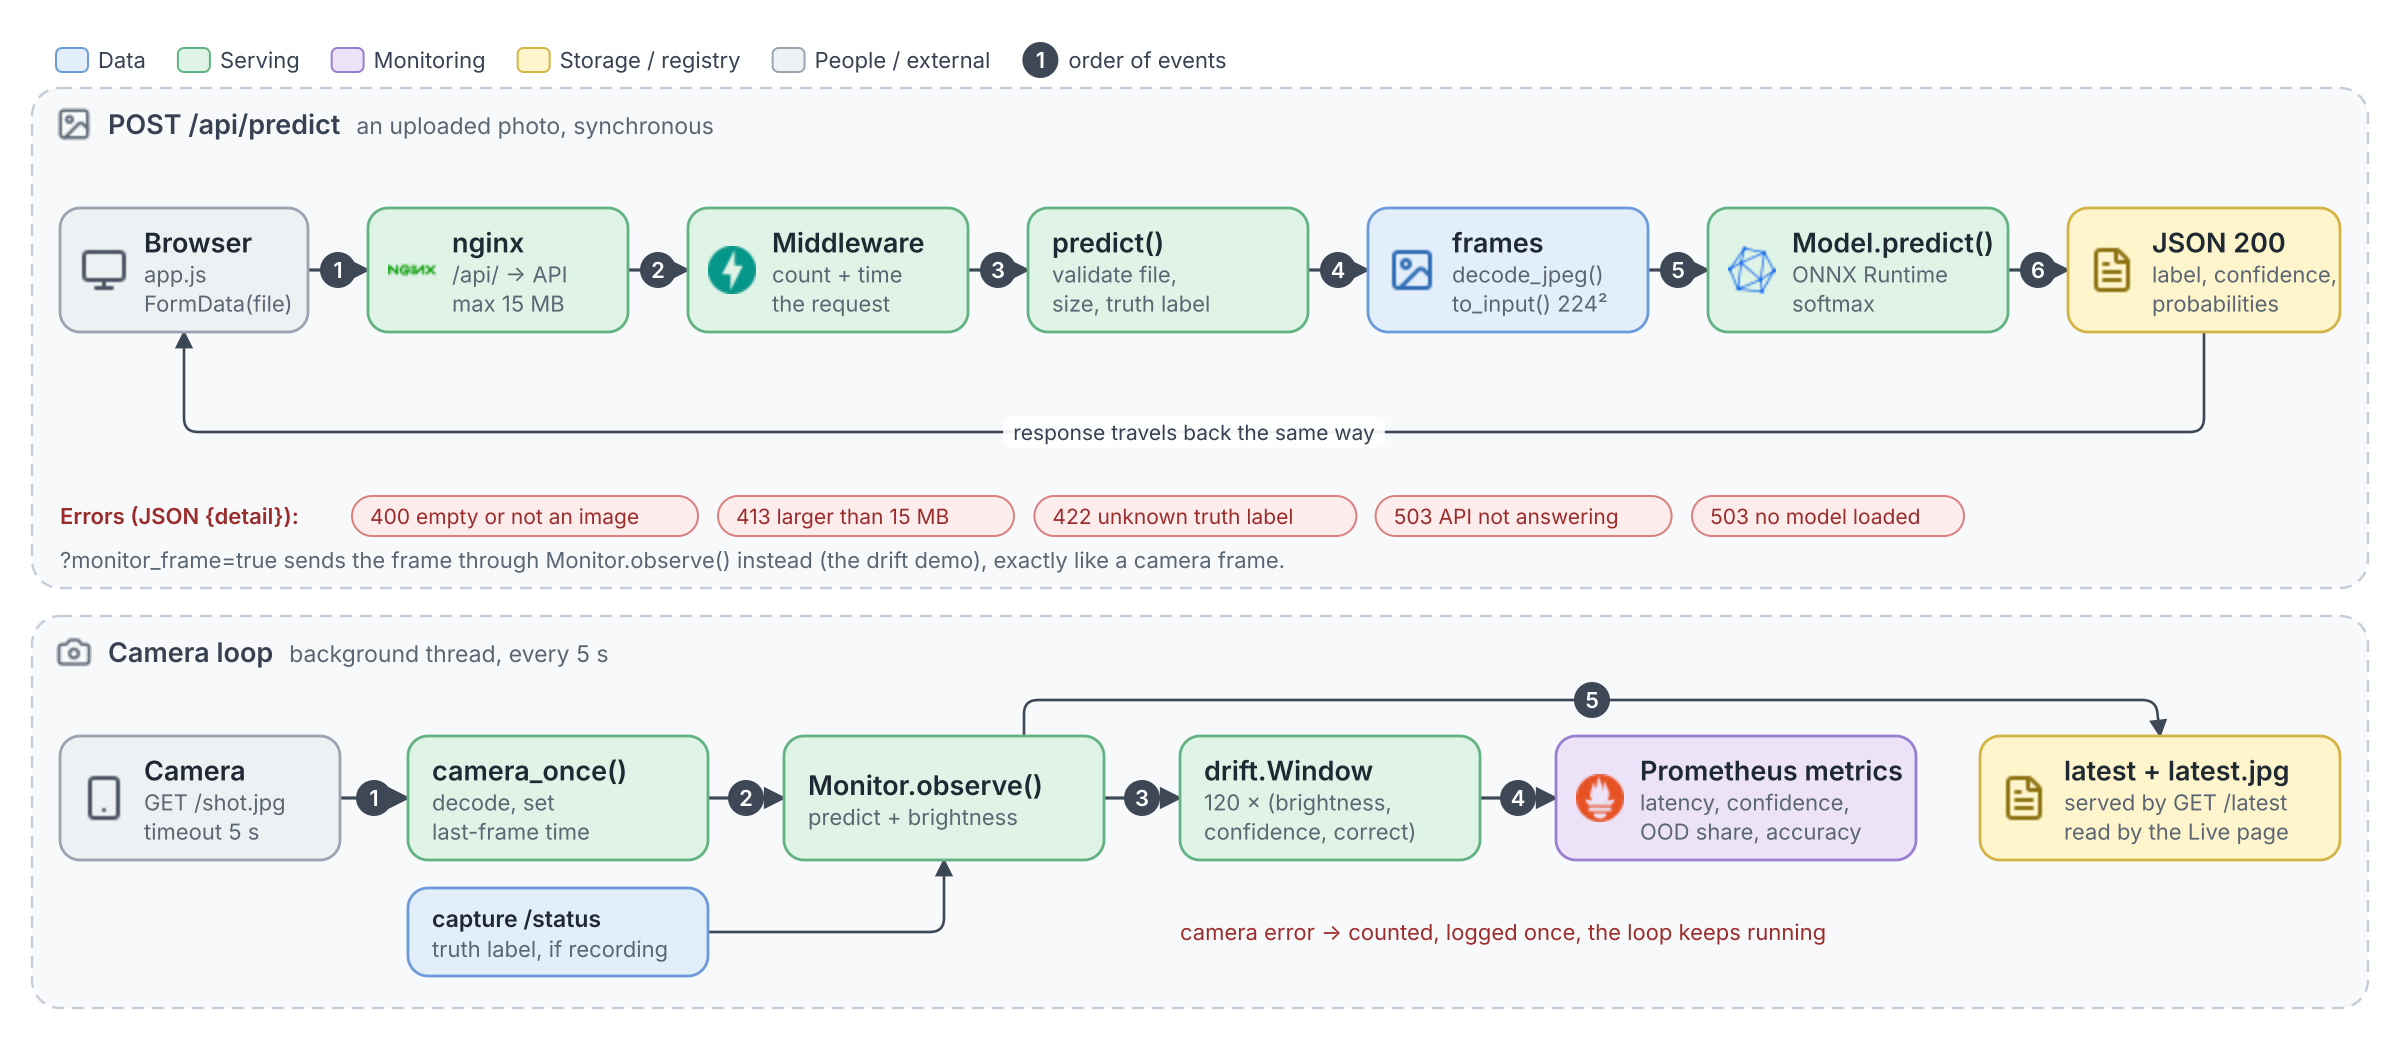 Data Serving Monitoring Storage / registry People / external 1 order of events
POST /api/predict an uploaded photo, synchronous
Browser
app.js
FormData(file)
1
NGINX
nginx
/api/ → API
max 15 MB
2
Middleware
count + time
the request
3
predict()
validate file,
size, truth label
4
frames
decode_jpeg()
to_input() 224²
5
Model.predict()
ONNX Runtime
softmax
6
JSON 200
label, confidence,
probabilities
response travels back the same way
Errors (JSON {detail}): 400 empty or not an image 413 larger than 15 MB 422 unknown truth label 503 API not answering 503 no model loaded
?monitor_frame=true sends the frame through Monitor.observe() instead (the drift demo), exactly like a camera frame.
Camera loop background thread, every 5 s
5
Camera
GET /shot.jpg
timeout 5 s
1
camera_once()
decode, set
last-frame time
2
Monitor.observe()
predict + brightness
3
drift.Window
120 × (brightness,
confidence, correct)
4
Prometheus metrics
latency, confidence,
OOD share, accuracy
latest + latest.jpg
served by GET /latest
read by the Live page
capture /status
truth label, if recording
camera error → counted, logged once, the loop keeps running